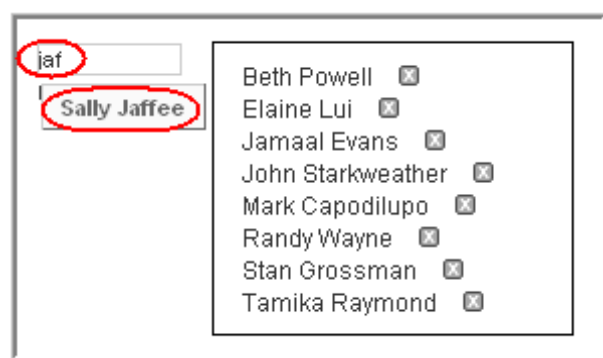 jaf
Sally Jaffee
Beth Powell
Elaine Lui
Jamaal Evans
John Starkweather
Mark Capodilupo
Randy Wayne
Stan Grossman
Tamika Raymond